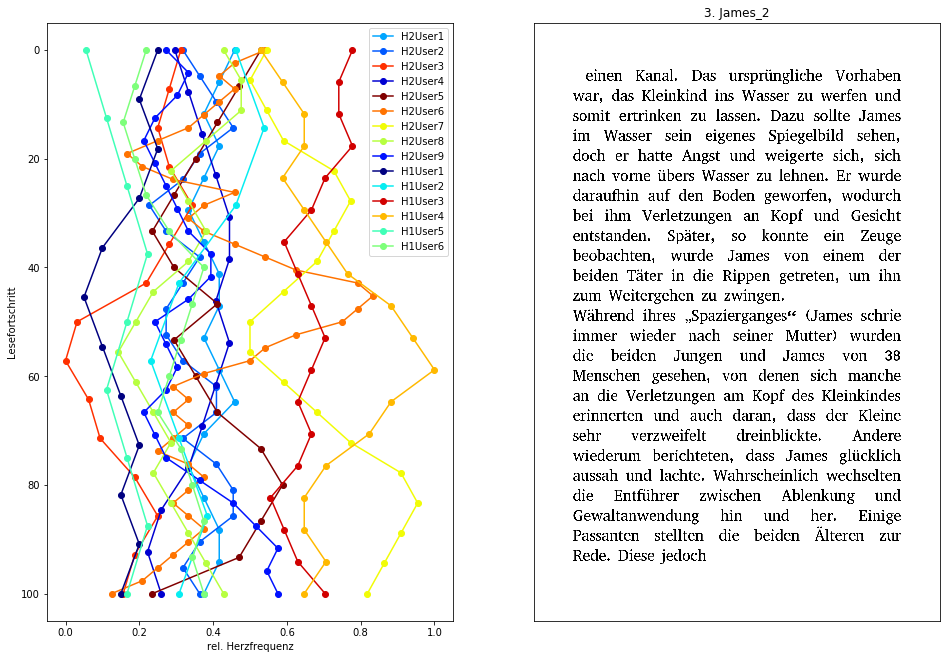 0
20
40
60
80
100
Lesefortschritt
0.0 0.2 0.4 0.6 0.8 1.0
rel. Herzfrequenz
H2User1
H2User2
H2User3
H2User4
H2User5
H2User6
H2User7
H2User8
H2User9
H1User1
H1User2
H1User3
H1User4
H1User5
H1User6
3. James_2
einen Kanal. Das ursprüngliche Vorhaben
war, das Kleinkind ins Wasser zu werfen und
somit ertrinken zu lassen. Dazu sollte James
im Wasser sein eigenes Spiegelbild sehen,
doch er hatte Angst und weigerte sich, sich
nach vorne übers Wasser zu lehnen. Er wurde
daraufhin auf den Boden geworfen, wodurch
bei ihm Verletzungen an Kopf und Gesicht
entstanden. Später, so konnte ein Zeuge
beobachten, wurde James von einem der
beiden Täter in die Rippen getreten, um ihn
zum Weitergehen zu zwingen.
Während ihres „Spazierganges“ (James schrie
immer wieder nach seiner Mutter) wurden
die beiden Jungen und James von 38
Menschen gesehen, von denen sich manche
an die Verletzungen am Kopf des Kleinkindes
erinnerten und auch daran, dass der Kleine
sehr verzweifelt dreinblickte. Andere
wiederum berichteten, dass James glücklich
aussah und lachte. Wahrscheinlich wechselten
die Entführer zwischen Ablenkung und
Gewaltanwendung hin und her. Einige
Passanten stellten die beiden Älteren zur
Rede. Diese jedoch